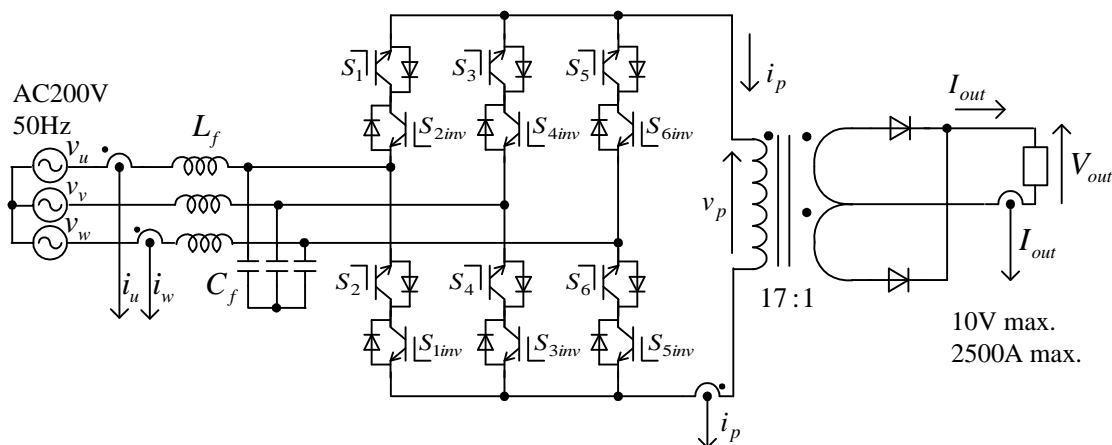 AC200V
50Hz
v_u
v_v
v_w
L_f
C_f
i_u
i_w
S_1
S_3
S_5
S_2inv
S_4inv
S_6inv
S_2
S_4
S_6
S_1inv
S_3inv
S_5inv
i_p
v_p
i_p
17:1
I_out
V_out
I_out
10V max.
2500A max.